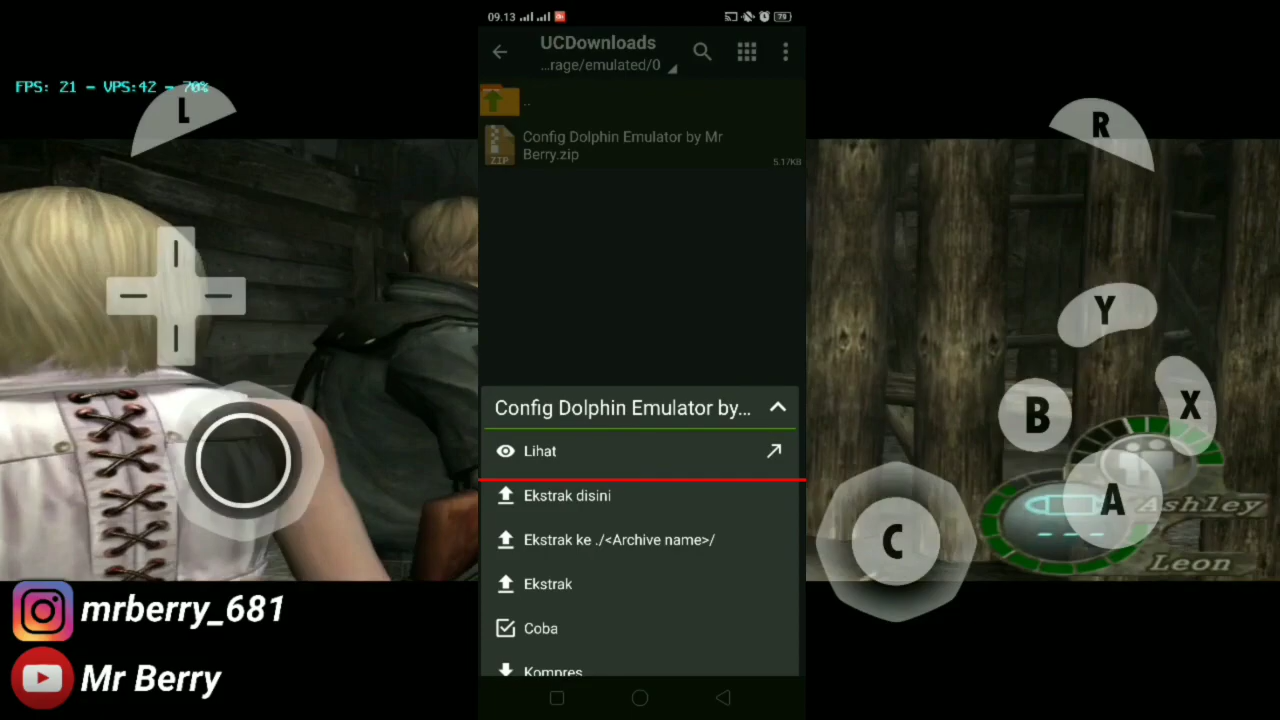 09.13
79
UCDownloads
...rage/emulated/0
FPS: 21 - VPS:42 - 70%
L
R
..
Config Dolphin Emulator by Mr
Berry.zip
ZIP
5.17KB
Y
X
B
A
C
Ashley
Leon
Config Dolphin Emulator by...
Lihat
Ekstrak disini
Ekstrak ke ./<Archive name>/
Ekstrak
Coba
Kompres
mrberry_681
Mr Berry